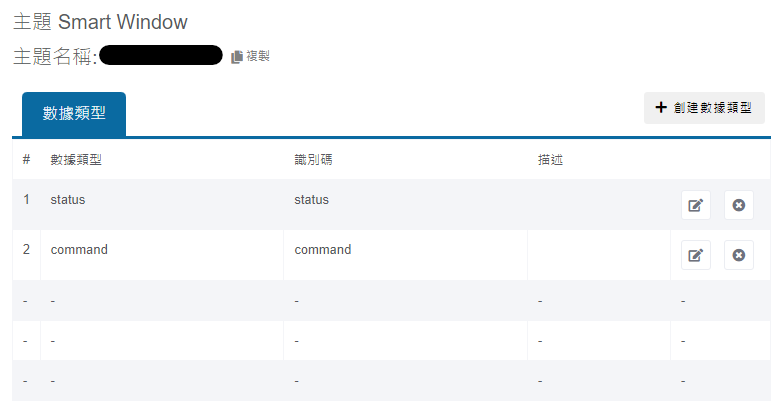 主題 Smart Window
主題名稱: 複製
數據類型 創建數據類型
# 數據類型 識別碼 描述
1 status status
2 command command
- - - - -
- - - - -
- - - - -